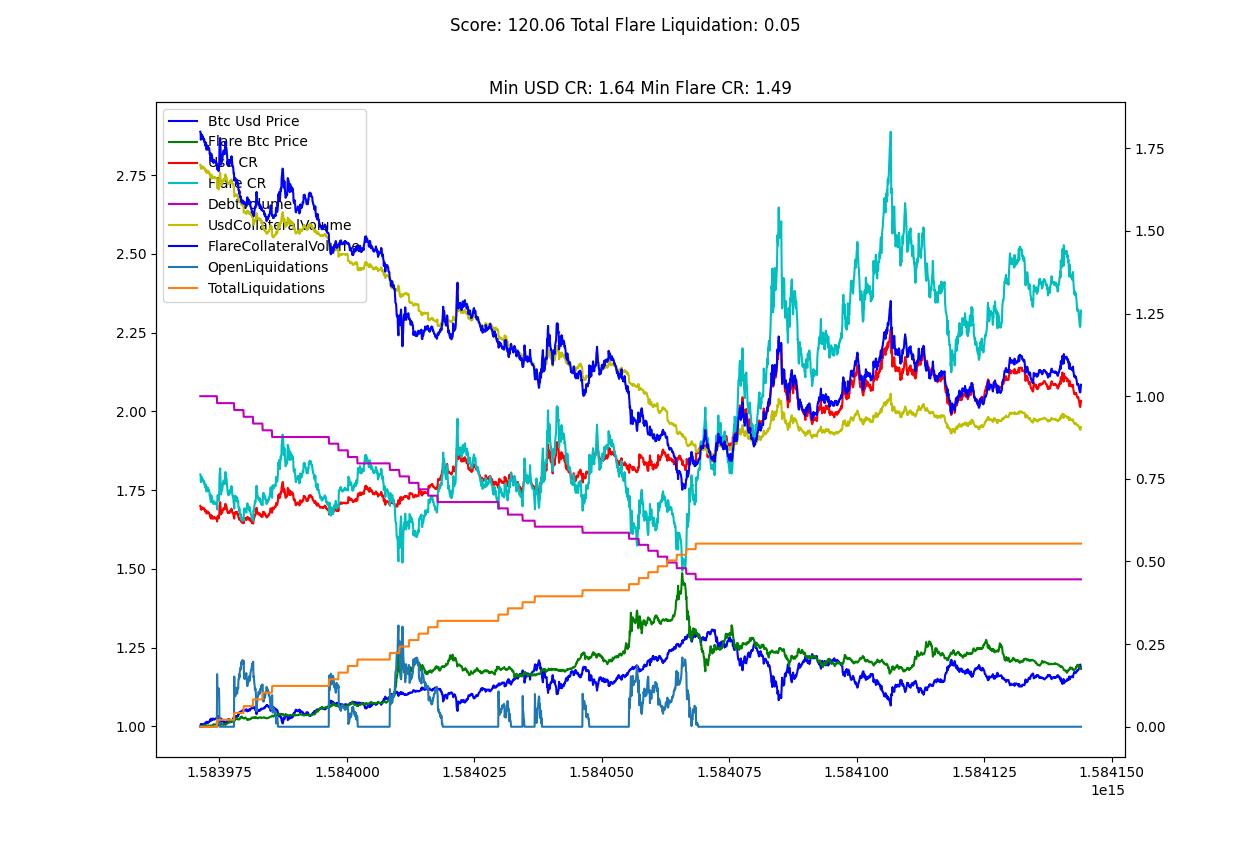 Score: 120.06 Total Flare Liquidation: 0.05
Min USD CR: 1.64 Min Flare CR: 1.49
Btc Usd Price
Flare Btc Price
Usd CR
Flare CR
DebtVolume
UsdCollateralVolume
FlareCollateralVolume
OpenLiquidations
TotalLiquidations
2.75
2.50
2.25
2.00
1.75
1.50
1.25
1.00
1.75
1.50
1.25
1.00
0.75
0.50
0.25
0.00
1.583975
1.584000
1.584025
1.584050
1.584075
1.584100
1.584125
1.584150
1e15